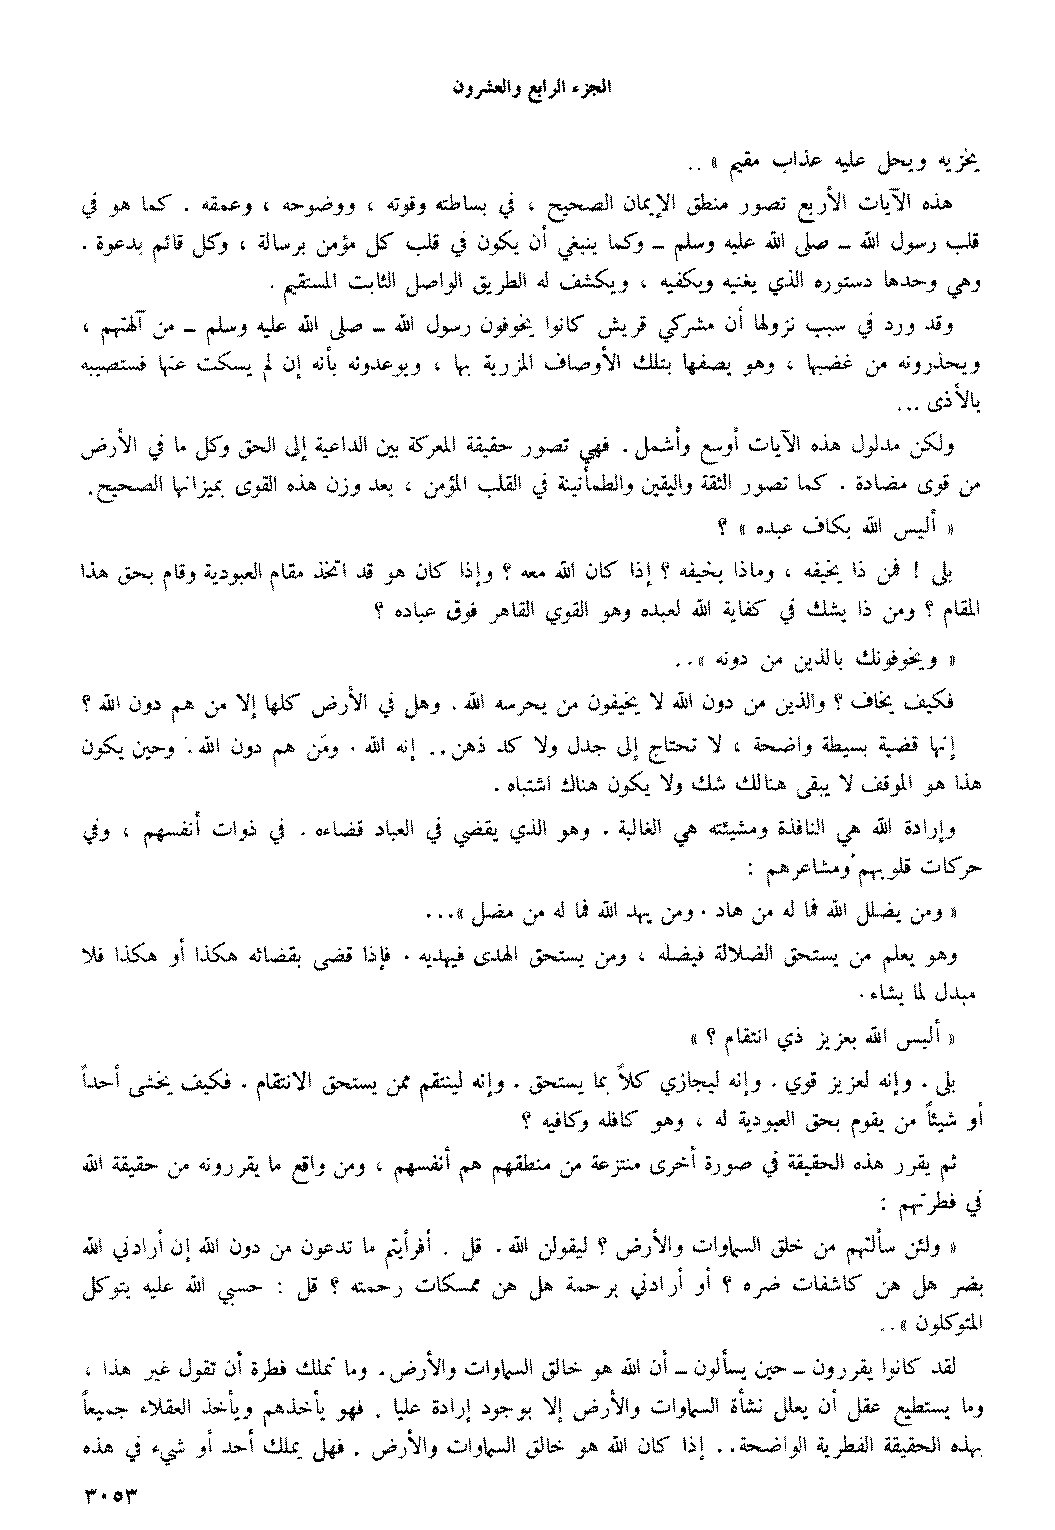 الجزء الرابع والعشرون
يخزيه ويحل عليه عذاب مقيم » ..
هذه الآيات الأربع تصور منطق الإيمان الصحيح ، في بساطته وقوته ، ووضوحه ، وعمقه . كما هو في
قلب رسول الله – صلى الله عليه وسلم – وكما ينبغي أن يكون في قلب كل مؤمن برسالة ، وكل قائم بدعوة .
وهي وحدها دستوره الذي يغنيه ويكفيه ، ويكشف له الطريق الواصل الثابت المستقيم .
وقد ورد في سبب نزولها أن مشركي قريش كانوا يخوفون رسول الله – صلى الله عليه وسلم – من آلهتهم ،
ويحذرونه من غضبها ، وهو يصفها بتلك الأوصاف المزرية بها ، ويوعدونه بأنه إن لم يسكت عنها فستصيبه
بالأذى ...
ولكن مدلول هذه الآيات أوسع وأشمل . فهي تصور حقيقة المعركة بين الداعية إلى الحق وكل ما في الأرض
من قوى مضادة . كما تصور الثقة واليقين والطمأنينة في القلب المؤمن ، بعد وزن هذه القوى بميزانها الصحيح .
« أليس الله بكاف عبده » ؟
بلى ! فمن ذا يخيفه ، وماذا يخيفه ؟ إذا كان الله معه ؟ وإذا كان هو قد اتخذ مقام العبودية وقام بحق هذا
المقام ؟ ومن ذا يشك في كفاية الله لعبده وهو القوي القاهر فوق عباده ؟
« ويخوفونك بالذين من دونه » ..
فكيف يخاف ؟ والذين من دون الله لا يخيفون من يحرسه الله . وهل في الأرض كلها إلا من هم دون الله ؟
إنها قضية بسيطة واضحة ، لا تحتاج إلى جدل ولا كد ذهن .. إنه الله . ومَن هم دون الله . وحين يكون
هذا هو الموقف لا يبقى هنالك شك ولا يكون هناك اشتباه .
وإرادة الله هي النافذة ومشيئته هي الغالبة . وهو الذي يقضي في العباد قضاءه . في ذوات أنفسهم ، وفي
حركات قلوبهم ومشاعرهم :
« ومن يضلل الله فما له من هاد . ومن يهد الله فما له من مضل » ...
وهو يعلم من يستحق الضلالة فيضله ، ومن يستحق الهدى فيهديه . فإذا قضى بقضائه هكذا أو هكذا فلا
مبدل لما يشاء .
« أليس الله بعزيز ذي انتقام ؟ »
بلى . وإنه لعزيز قوي . وإنه ليجازي كلاً بما يستحق . وإنه لينتقم ممن يستحق الانتقام . فكيف يخشى أحداً
أو شيئاً من يقوم بحق العبودية له ، وهو كافله وكافيه ؟
ثم يقرر هذه الحقيقة في صورة أخرى منتزعة من منطقهم هم أنفسهم ، ومن واقع ما يقررونه من حقيقة الله
في فطرتهم :
« ولئن سألتهم من خلق السماوات والأرض ؟ ليقولن الله . قل . أفرأيتم ما تدعون من دون الله إن أرادني الله
بضر هل هن كاشفات ضره ؟ أو أرادني برحمة هل هن ممسكات رحمته ؟ قل : حسبي الله عليه يتوكل
المتوكلون » ..
لقد كانوا يقررون – حين يسألون – أن الله هو خالق السماوات والأرض . وما تملك فطرة أن تقول غير هذا ،
وما يستطيع عقل أن يعلل نشأة السماوات والأرض إلا بوجود إرادة عليا . فهو يأخذهم ويأخذ العقلاء جميعاً
بهذه الحقيقة الفطرية الواضحة .. إذا كان الله هو خالق السماوات والأرض . فهل يملك أحد أو شيء في هذه
٣٠٥٣